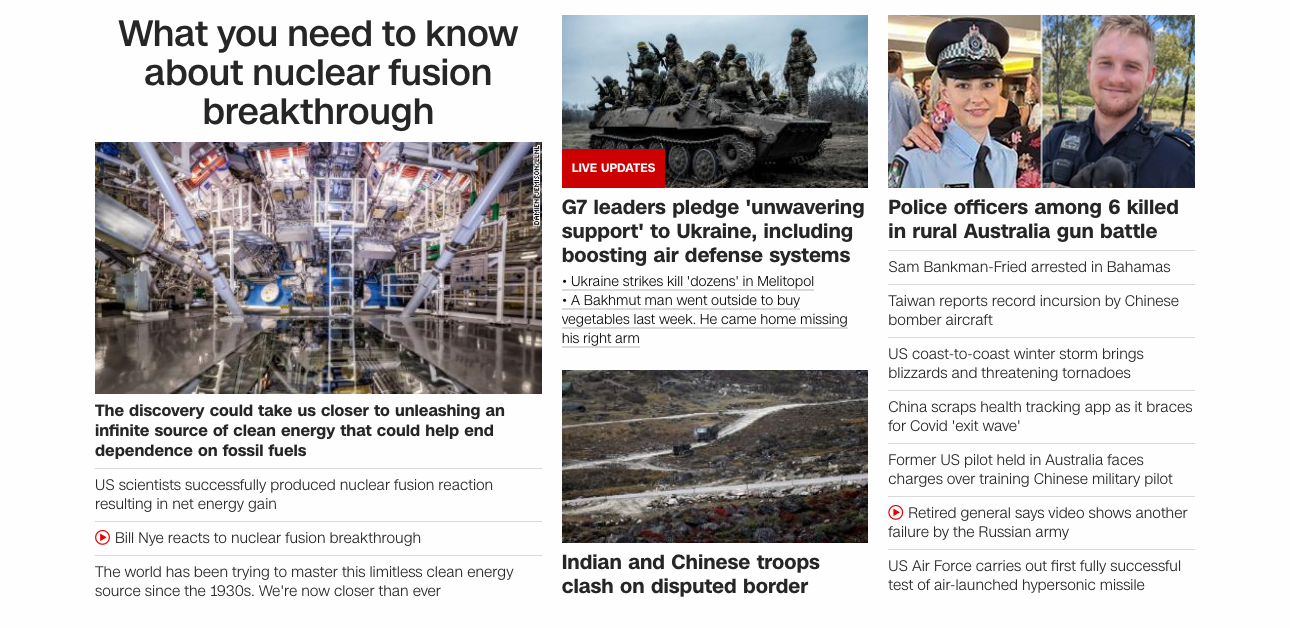 What you need to know
about nuclear fusion
breakthrough
DAMIEN JEMISON/LLNL
The discovery could take us closer to unleashing an
infinite source of clean energy that could help end
dependence on fossil fuels
US scientists successfully produced nuclear fusion reaction
resulting in net energy gain
Bill Nye reacts to nuclear fusion breakthrough
The world has been trying to master this limitless clean energy
source since the 1930s. We're now closer than ever
LIVE UPDATES
G7 leaders pledge 'unwavering
support' to Ukraine, including
boosting air defense systems
• Ukraine strikes kill 'dozens' in Melitopol
• A Bakhmut man went outside to buy
vegetables last week. He came home missing
his right arm
Indian and Chinese troops
clash on disputed border
Police officers among 6 killed
in rural Australia gun battle
Sam Bankman-Fried arrested in Bahamas
Taiwan reports record incursion by Chinese
bomber aircraft
US coast-to-coast winter storm brings
blizzards and threatening tornadoes
China scraps health tracking app as it braces
for Covid 'exit wave'
Former US pilot held in Australia faces
charges over training Chinese military pilot
Retired general says video shows another
failure by the Russian army
US Air Force carries out first fully successful
test of air-launched hypersonic missile